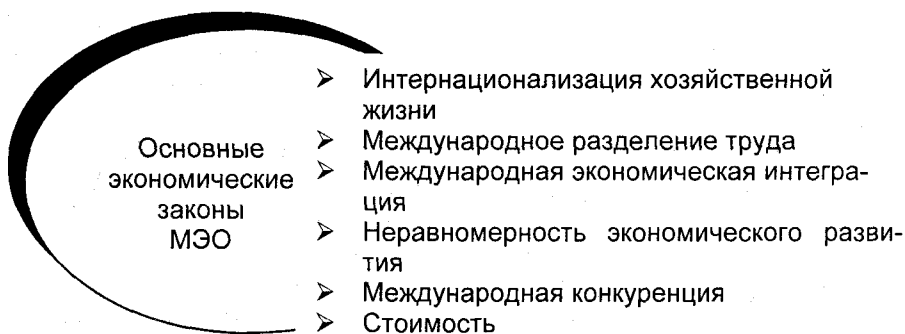 Основные
экономические
законы
МЭО
➢ Интернационализация хозяйственной
жизни
➢ Международное разделение труда
➢ Международная экономическая интегра-
ция
➢ Неравномерность экономического разви-
тия
➢ Международная конкуренция
➢ Стоимость